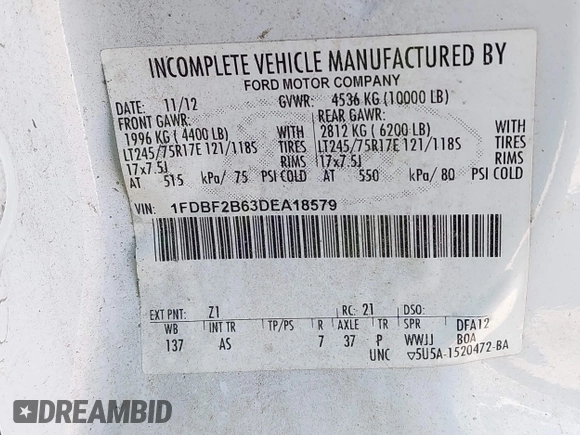 INCOMPLETE VEHICLE MANUFACTURED BY
FORD MOTOR COMPANY
DATE: 11/12 GVWR: 4536 KG (10000 LB)
FRONT GAWR: REAR GAWR:
1996 KG ( 4400 LB) WITH 2812 KG ( 6200 LB) WITH
LT245/75R17E 121/118S TIRES LT245/75R17E 121/118S TIRES
17x7.5J RIMS 17x7.5J RIMS
AT 515 kPa/ 75 PSI COLD AT 550 kPa/ 80 PSI COLD
VIN: 1FDBF2B63DEA18579
EXT PNT: Z1 RC: 21 DSO:
WB INT TR TP/PS R AXLE TR SPR DFA12
137 AS 7 37 P WWJJ BOA
UNC ▽5U5A-1520472-BA
DREAMBID